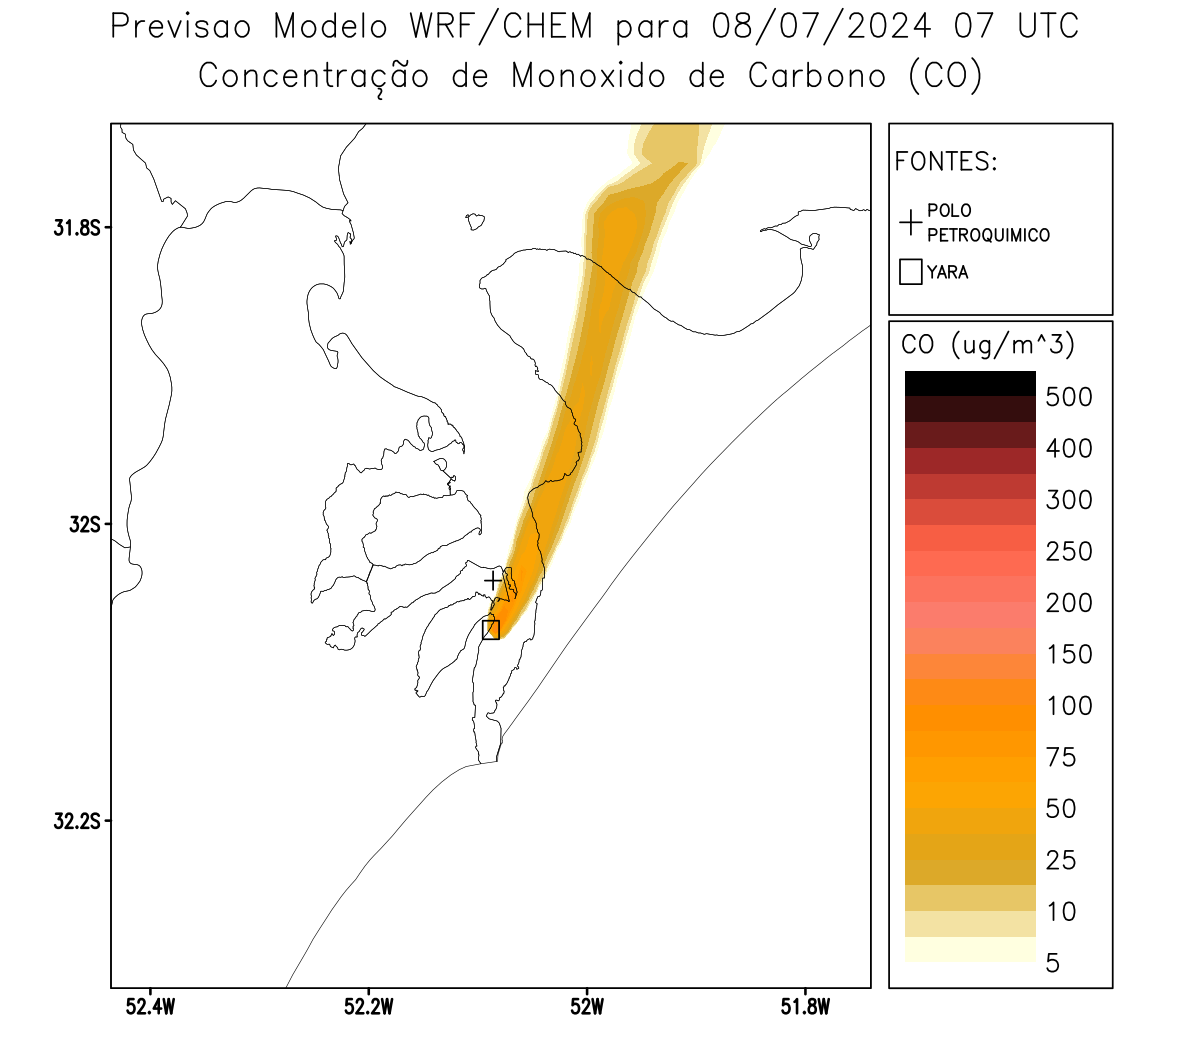 Previsao Modelo WRF/CHEM para 08/07/2024 07 UTC
Concentração de Monoxido de Carbono (CO)
FONTES:
POLO
PETROQUIMICO
YARA
CO (ug/m^3)
500
400
300
250
200
150
100
75
50
25
10
5
31.8S
32S
32.2S
52.4W
52.2W
52W
51.8W